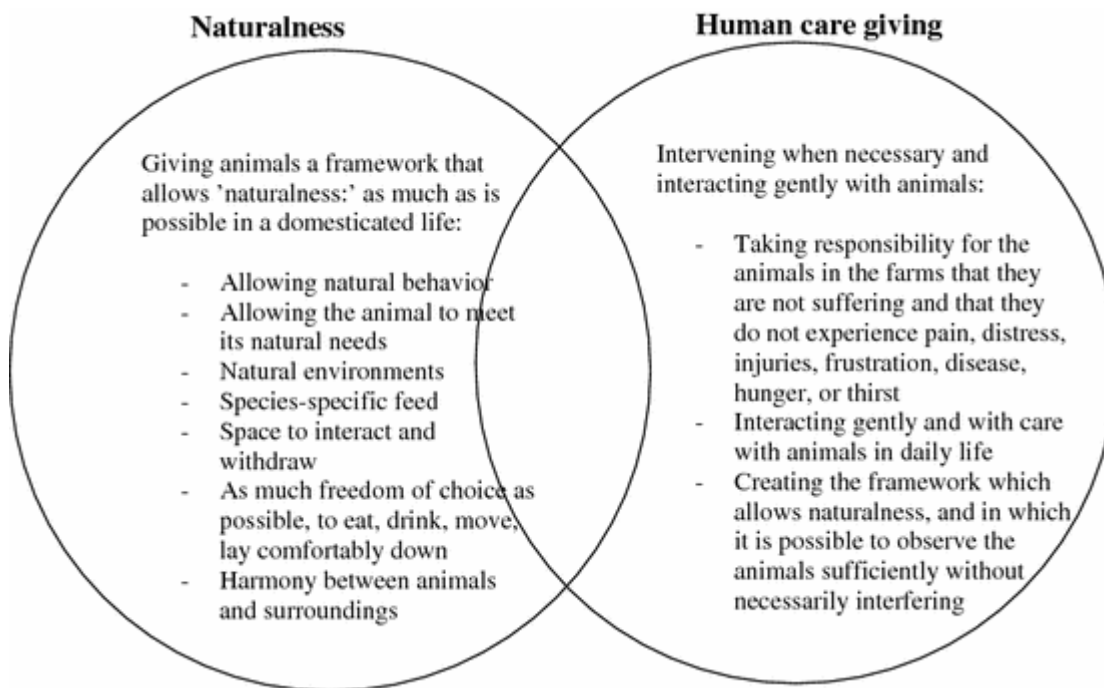 Naturalness
Giving animals a framework that
allows 'naturalness:' as much as is
possible in a domesticated life:
- Allowing natural behavior
- Allowing the animal to meet
its natural needs
- Natural environments
- Species-specific feed
- Space to interact and
withdraw
- As much freedom of choice as
possible, to eat, drink, move,
lay comfortably down
- Harmony between animals
and surroundings
Human care giving
Intervening when necessary and
interacting gently with animals:
- Taking responsibility for the
animals in the farms that they
are not suffering and that they
do not experience pain, distress,
injuries, frustration, disease,
hunger, or thirst
- Interacting gently and with care
with animals in daily life
- Creating the framework which
allows naturalness, and in which
it is possible to observe the
animals sufficiently without
necessarily interfering